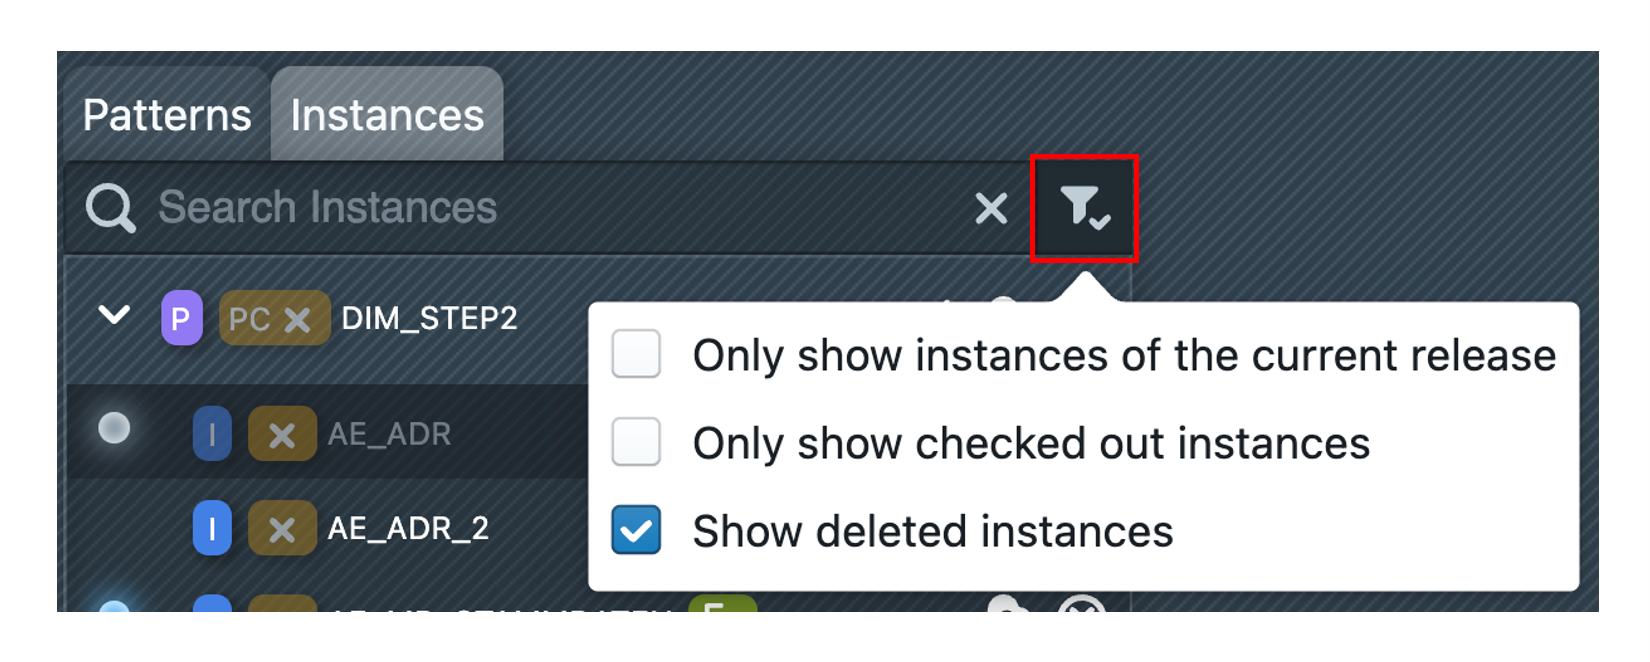 Patterns Instances
Search Instances
P PC DIM_STEP2
Only show instances of the current release
I AE_ADR
Only show checked out instances
I AE_ADR_2
Show deleted instances